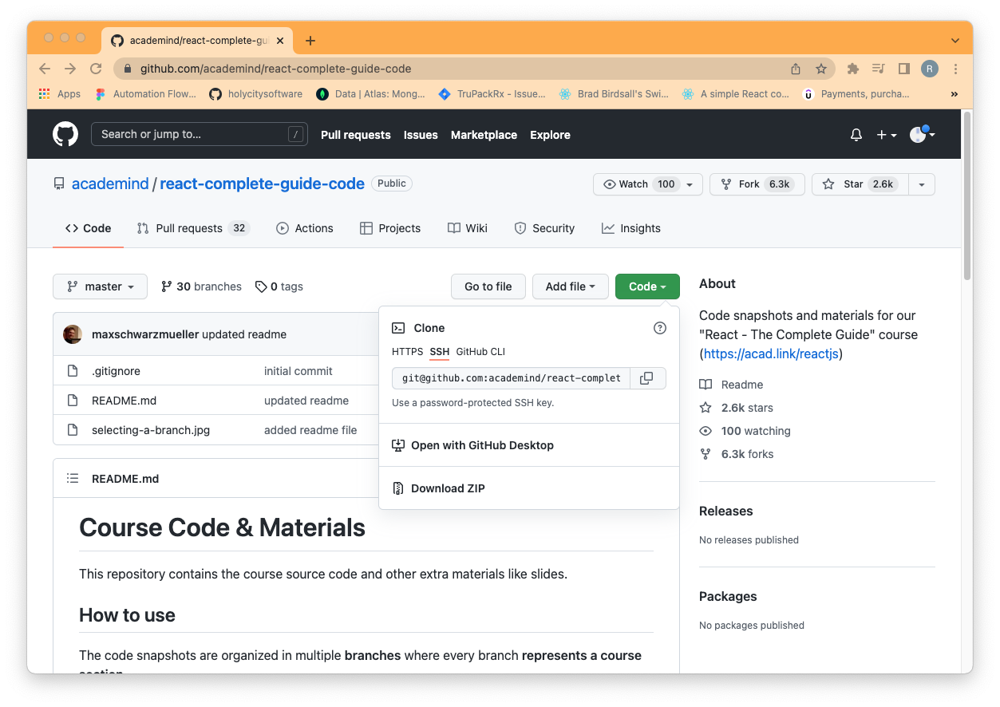 academind/react-complete-gu
github.com/academind/react-complete-guide-code
R
Apps
Automation Flow...
holycitysoftware
Data | Atlas: Mong...
TruPackRx - Issue...
Brad Birdsall's Swi...
A simple React co...
Payments, purcha...
»
Search or jump to...
/
Pull requests
Issues
Marketplace
Explore
academind / react-complete-guide-code
Public
Watch 100
Fork 6.3k
Star 2.6k
Code
Pull requests 32
Actions
Projects
Wiki
Security
Insights
master
30 branches
0 tags
Go to file
Add file
Code
maxschwarzmueller updated readme
.gitignore initial commit
README.md updated readme
selecting-a-branch.jpg added readme file
Clone
HTTPS SSH GitHub CLI
git@github.com:academind/react-complet
Use a password-protected SSH key.
Open with GitHub Desktop
Download ZIP
README.md
Course Code & Materials
This repository contains the course source code and other extra materials like slides.
How to use
The code snapshots are organized in multiple branches where every branch represents a course
section
About
Code snapshots and materials for our
"React - The Complete Guide" course
(https://acad.link/reactjs)
Readme
2.6k stars
100 watching
6.3k forks
Releases
No releases published
Packages
No packages published